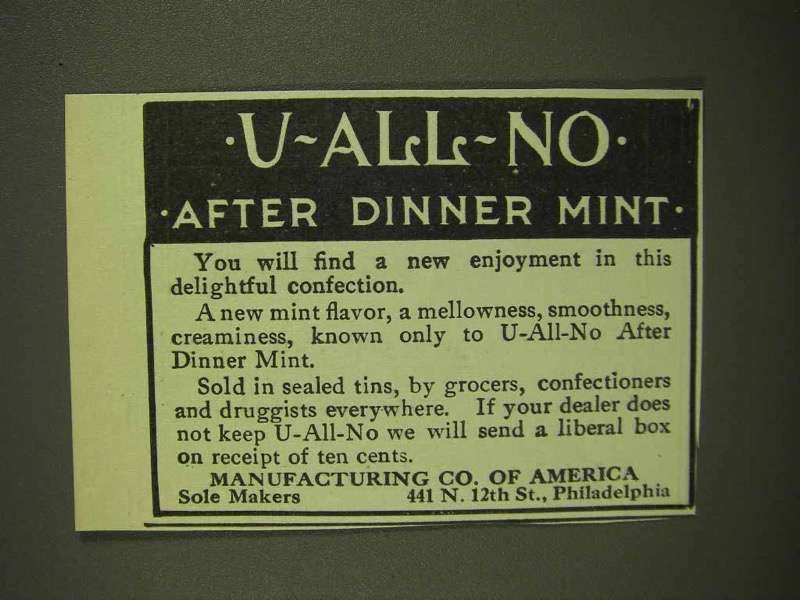 ·U-ALL-NO·
·AFTER DINNER MINT·
You will find a new enjoyment in this
delightful confection.
A new mint flavor, a mellowness, smoothness,
creaminess, known only to U-All-No After
Dinner Mint.
Sold in sealed tins, by grocers, confectioners
and druggists everywhere. If your dealer does
not keep U-All-No we will send a liberal box
on receipt of ten cents.
MANUFACTURING CO. OF AMERICA
Sole Makers 441 N. 12th St., Philadelphia